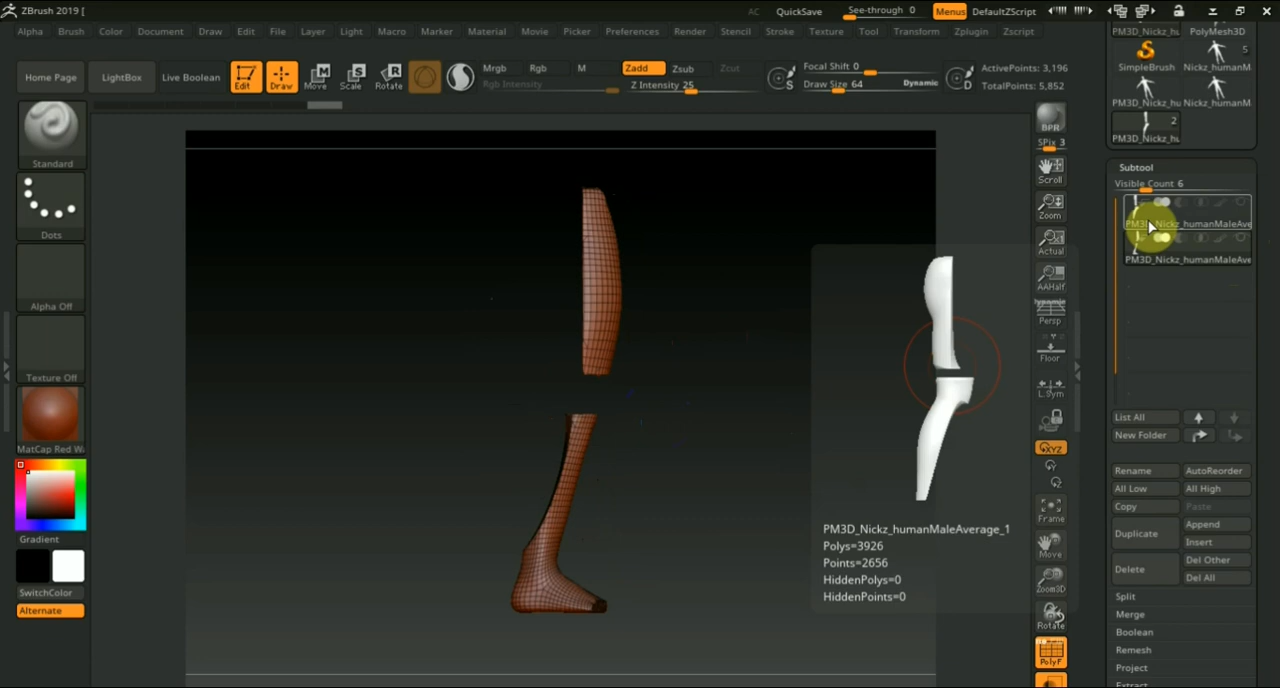 ZBrush 2019 [
AC QuickSave See-through 0 Menus DefaultZScript
Alpha Brush Color Document Draw Edit File Layer Light Macro Marker Material Movie Picker Preferences Render Stencil Stroke Texture Tool Transform Zplugin Zscript
Home Page LightBox Live Boolean Edit Draw Move Scale Rotate
Mrgb Rgb M Zadd Zsub Zcut
Rgb Intensity Z Intensity 25
S Focal Shift 0
Draw Size 64 Dynamic D
ActivePoints: 3,196
TotalPoints: 5,852
Standard
Dots
Alpha Off
Texture Off
MatCap Red Wa
Gradient
SwitchColor
Alternate
PM3D_Nickz_humanMaleAverage_1
Polys=3926
Points=2656
HiddenPolys=0
HiddenPoints=0
BPR
SPix 3
Scroll
Zoom
Actual
AAHalf
Dynamic
Persp
Floor
L.Sym
XYZ
Frame
Move
Zoom3D
Rotate
PolyF
PM3D_Nickz_hu PolyMesh3D
SimpleBrush 5 Nickz_humanM
PM3D_Nickz_hu Nickz_humanM
2
PM3D_Nickz_hu
Subtool
Visible Count 6
PM3D_Nickz_humanMaleAve
PM3D_Nickz_humanMaleAve
List All
New Folder
Rename AutoReorder
All Low All High
Copy Paste
Duplicate Append
Insert
Delete Del Other
Del All
Split
Merge
Boolean
Remesh
Project
Extract